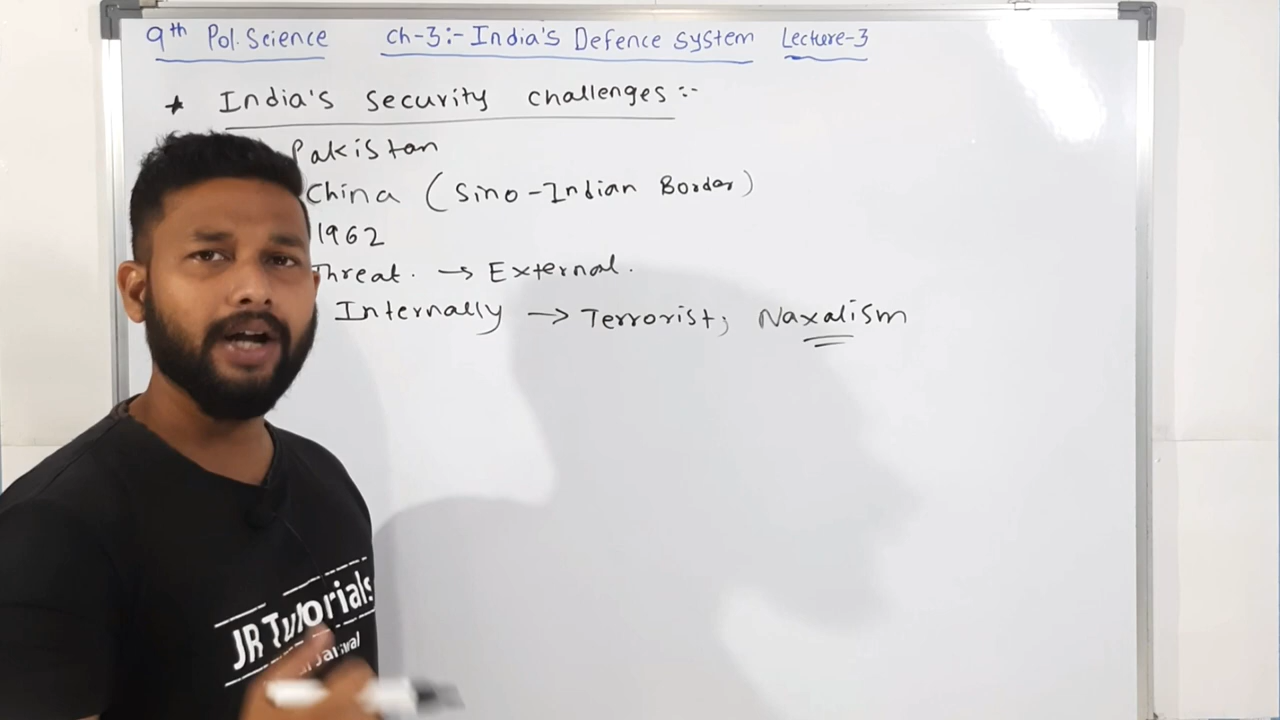 9th Pol. Science Ch-3:- India's Defence system Lecture-3
* India's security challenges :-
Pakistan
China (Sino-Indian Border)
1962
Threat. → External.
Internally → Terrorist, Naxalism
JR Tutorials